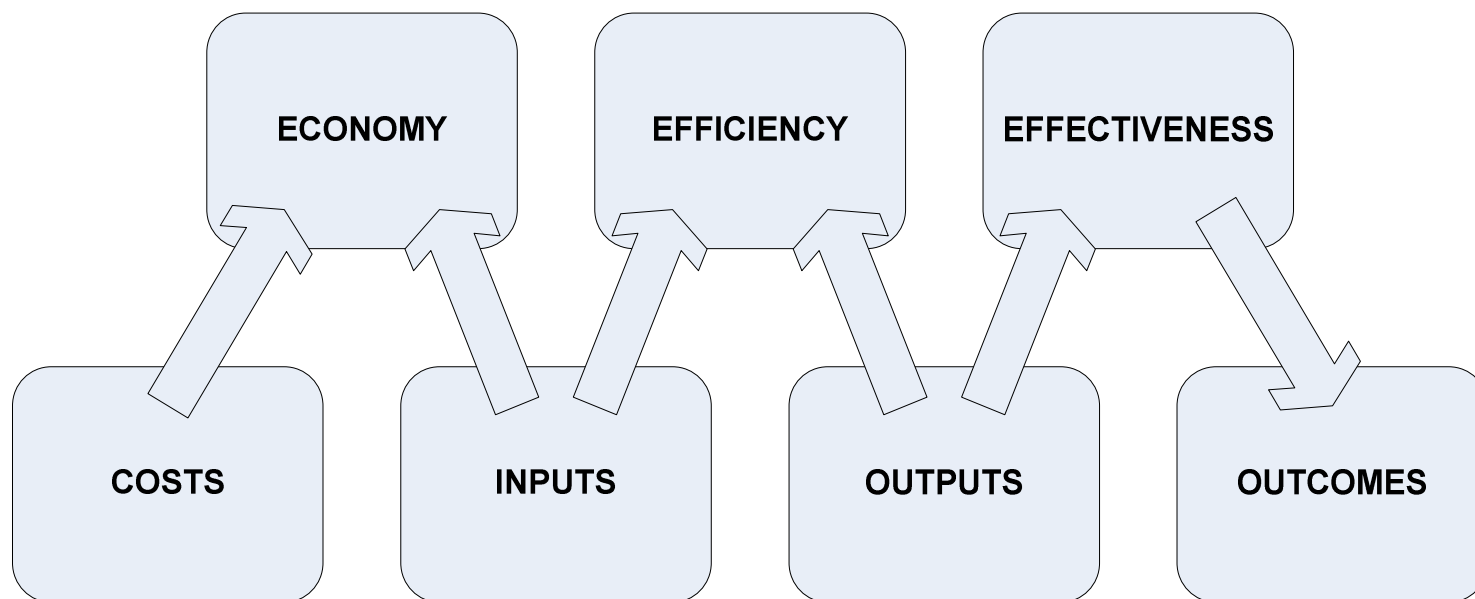 ECONOMY
EFFICIENCY
EFFECTIVENESS
COSTS
INPUTS
OUTPUTS
OUTCOMES